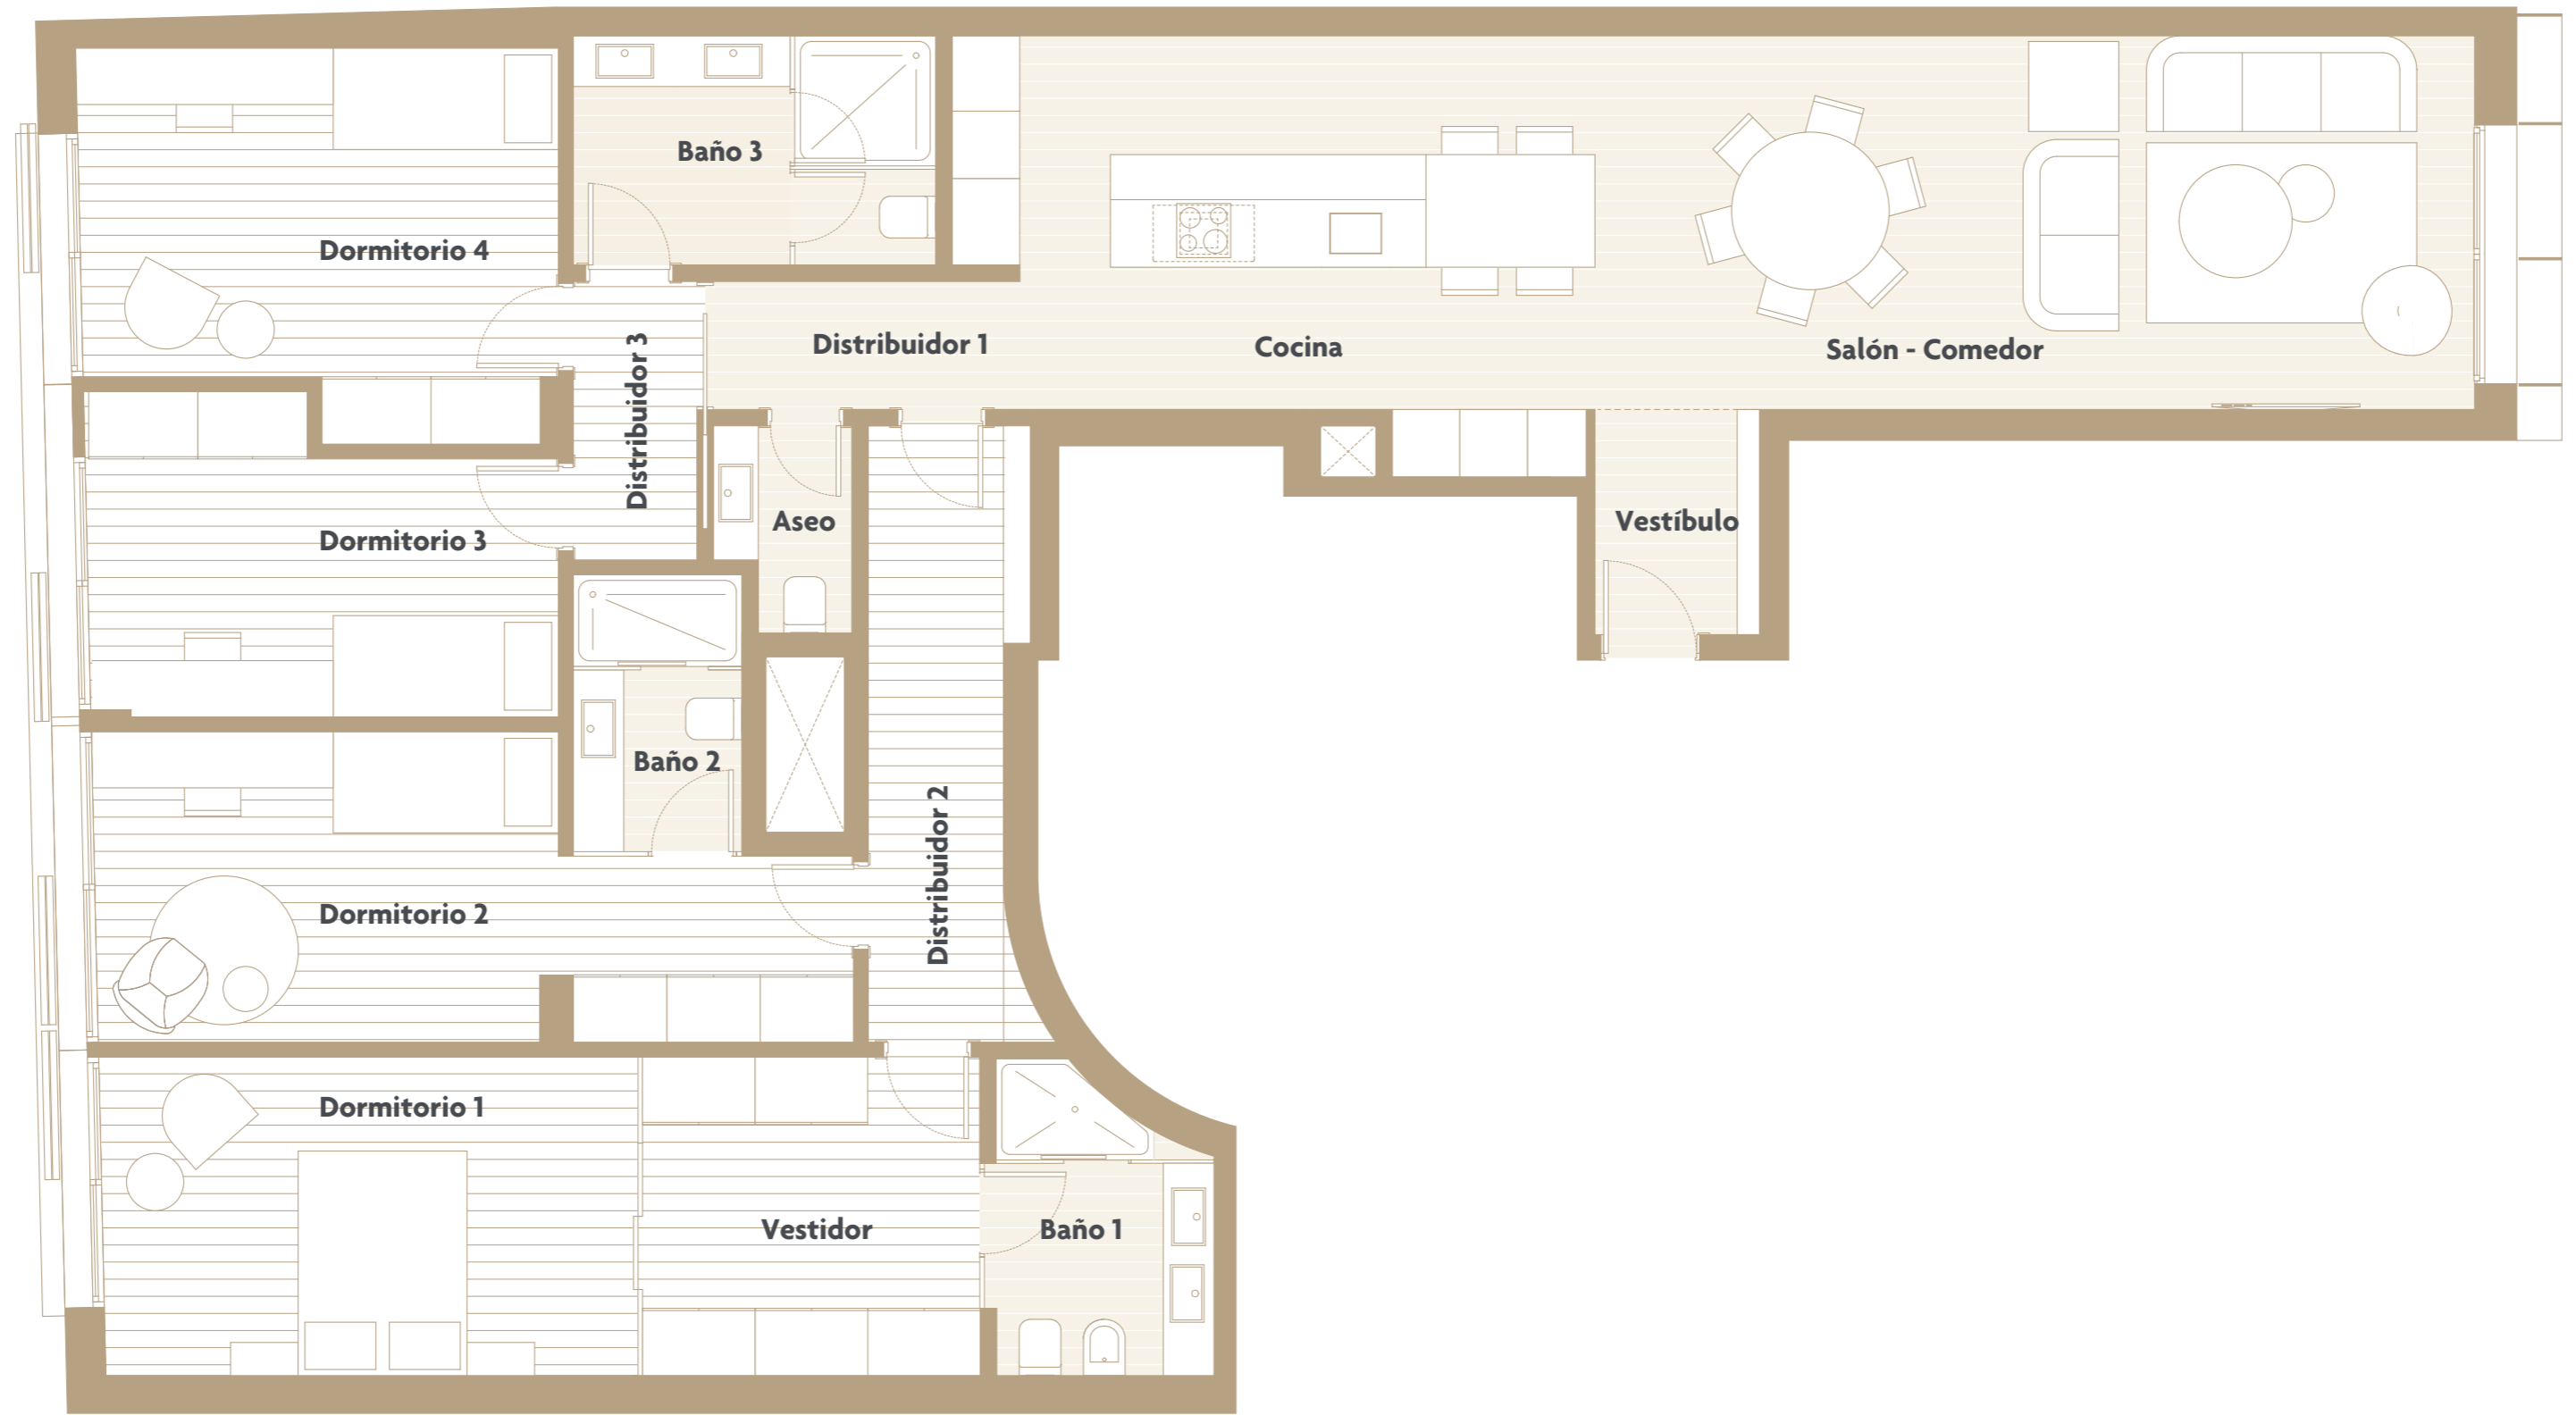 Baño 3
Dormitorio 4
Distribuidor 3
Distribuidor 1
Cocina
Salón - Comedor
Dormitorio 3
Aseo
Vestíbulo
Baño 2
Distribuidor 2
Dormitorio 2
Dormitorio 1
Vestidor
Baño 1